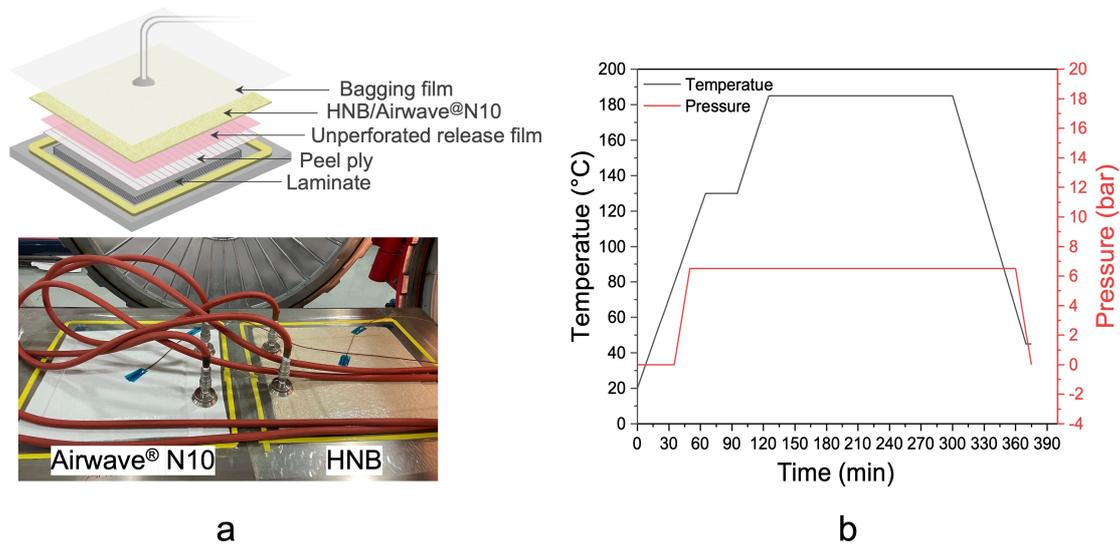 Bagging film
HNB/Airwave@N10
Unperforated release film
Peel ply
Laminate
Airwave® N10
HNB
a
200
180
160
140
120
100
80
60
40
20
0
Temperatue (°C)
Temperatue
Pressure
20
18
16
14
12
10
8
6
4
2
0
-2
-4
Pressure (bar)
0 30 60 90 120 150 180 210 240 270 300 330 360 390
Time (min)
b